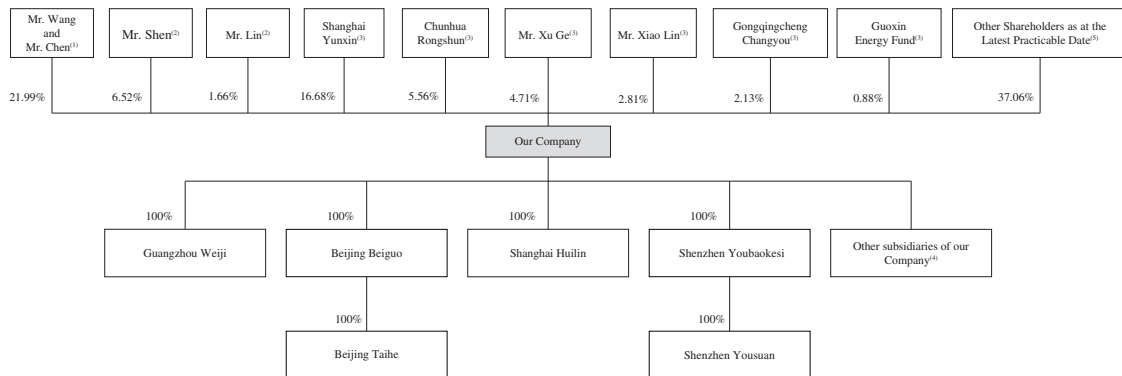 Mr. Wang
and
Mr. Chen(1)
Mr. Shen(2)
Mr. Lin(2)
Shanghai
Yunxin(3)
Chunhua
Rongshun(3)
Mr. Xu Ge(3)
Mr. Xiao Lin(3)
Gongqingcheng
Changyou(3)
Guoxin
Energy Fund(3)
Other Shareholders as at the
Latest Practicable Date(5)
21.99%
6.52%
1.66%
16.68%
5.56%
4.71%
2.81%
2.13%
0.88%
37.06%
Our Company
100%
100%
100%
100%
Guangzhou Weiji
Beijing Beiguo
Shanghai Huilin
Shenzhen Youbaokesi
Other subsidiaries of our
Company(4)
100%
100%
Beijing Taihe
Shenzhen Yousuan